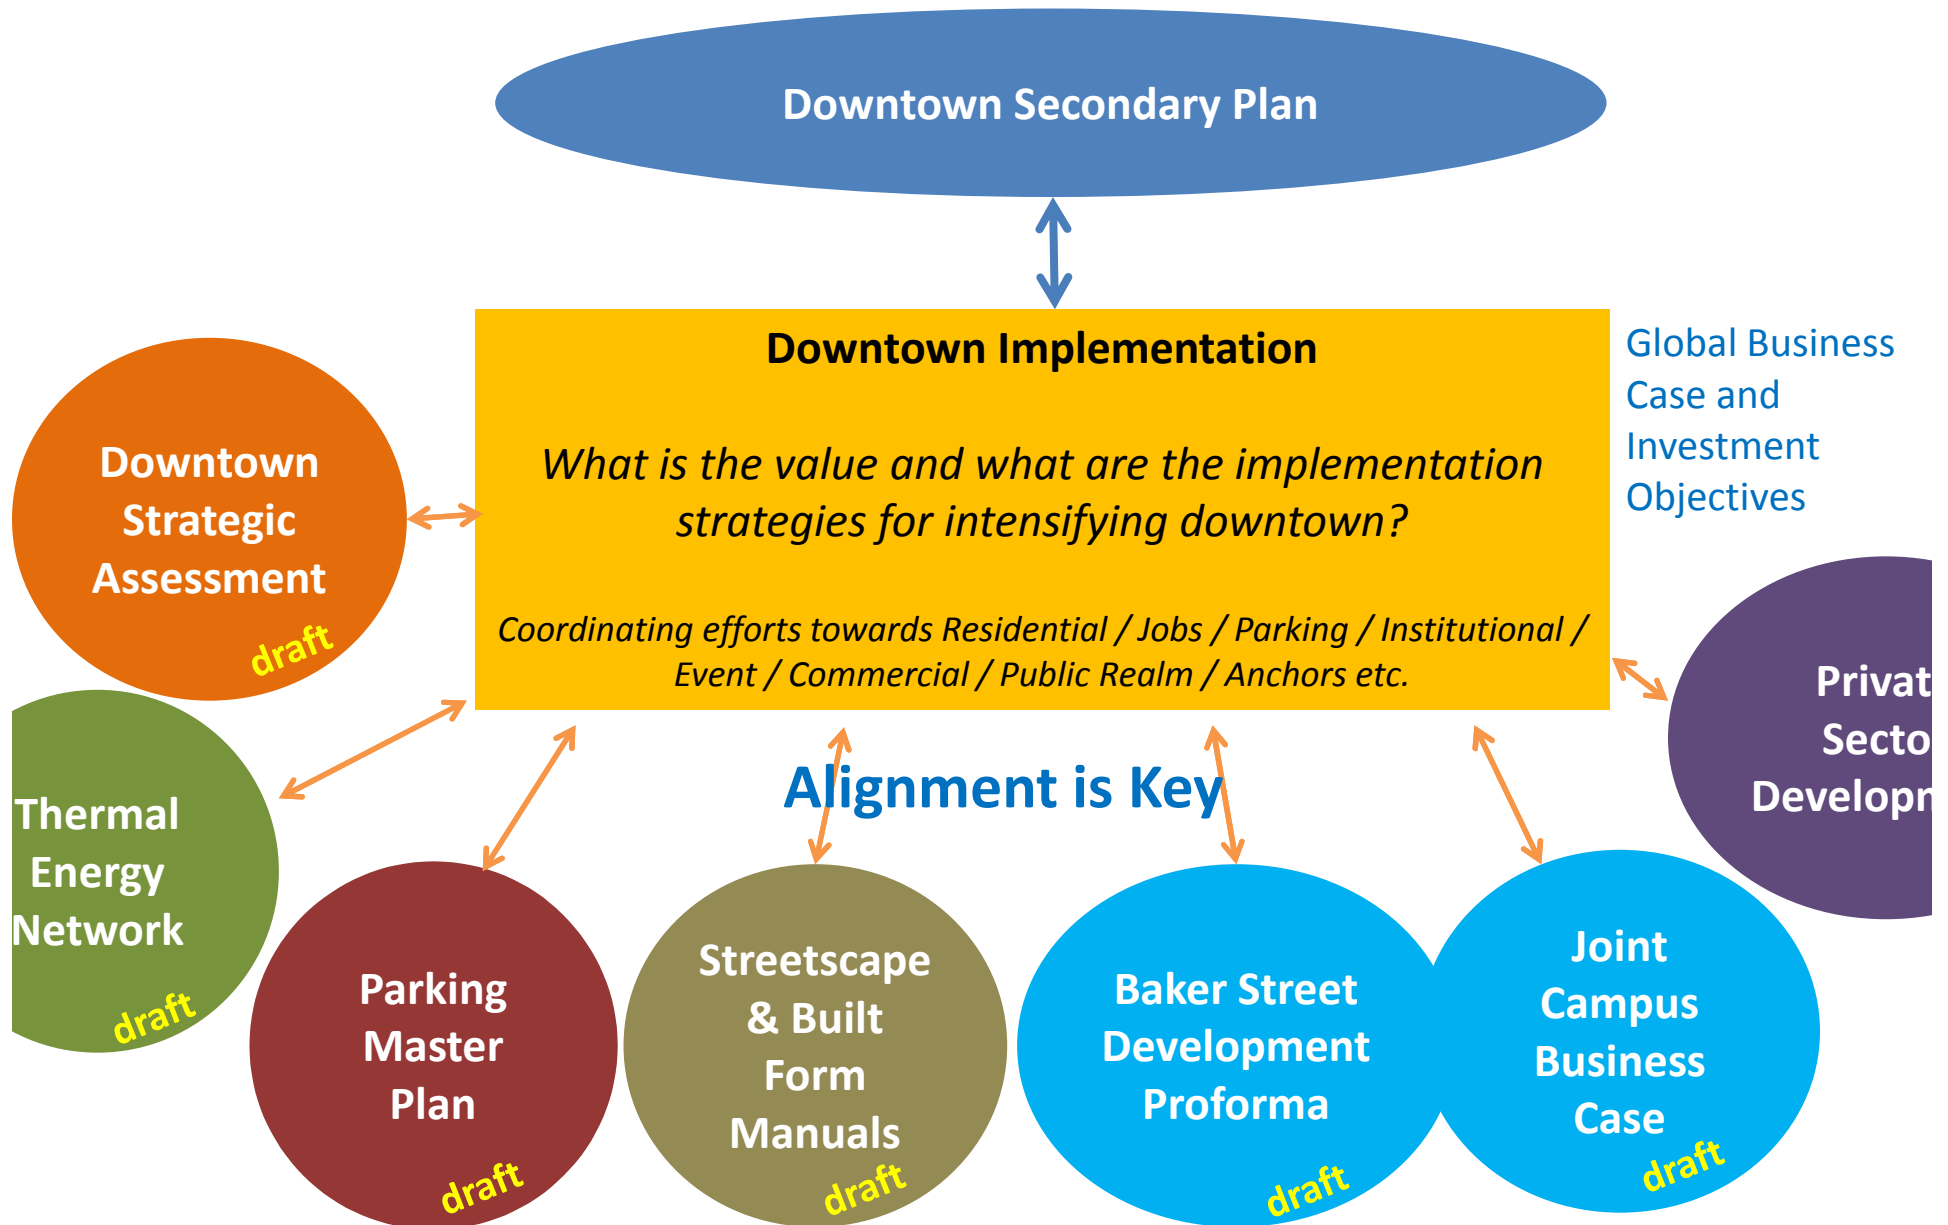 Downtown Secondary Plan
Downtown Implementation
What is the value and what are the implementation
strategies for intensifying downtown?
Coordinating efforts towards Residential / Jobs / Parking / Institutional /
Event / Commercial / Public Realm / Anchors etc.
Global Business
Case and
Investment
Objectives
Downtown
Strategic
Assessment
draft
Thermal
Energy
Network
draft
Alignment is Key
Parking
Master
Plan
draft
Streetscape
& Built
Form
Manuals
draft
Baker Street
Development
Proforma
draft
Joint
Campus
Business
Case
draft
Privat
Secto
Developm